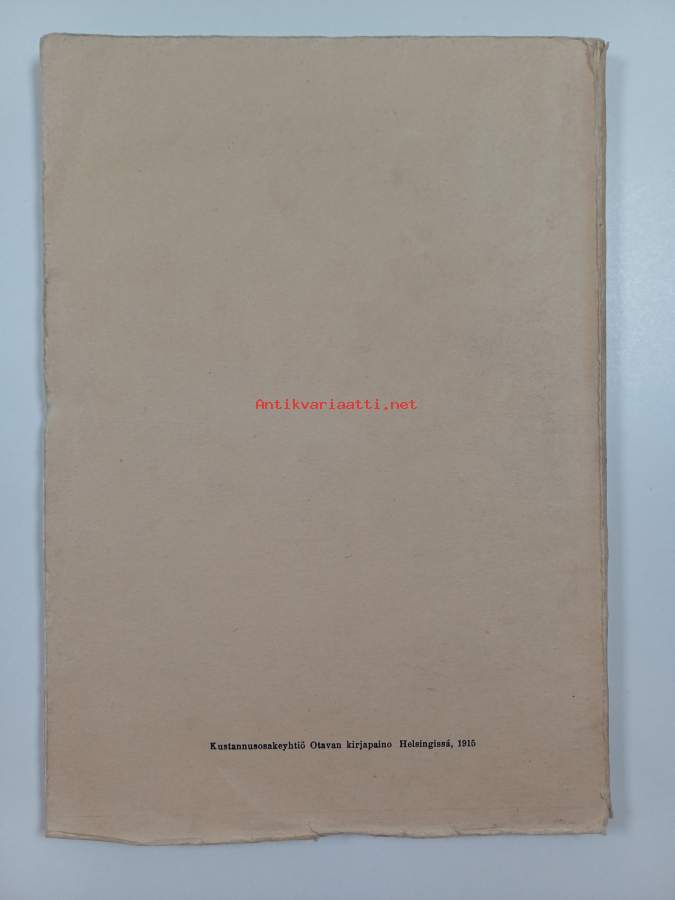 Antikvariaatti.net
Kustannusosakeyhtiö Otavan kirjapaino Helsingissä, 1915